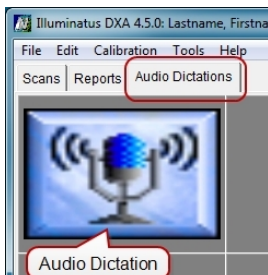 Illuminatus DXA 4.5.0: Lastname, Firstna
File Edit Calibration Tools Help
Scans Reports Audio Dictations
Audio Dictation